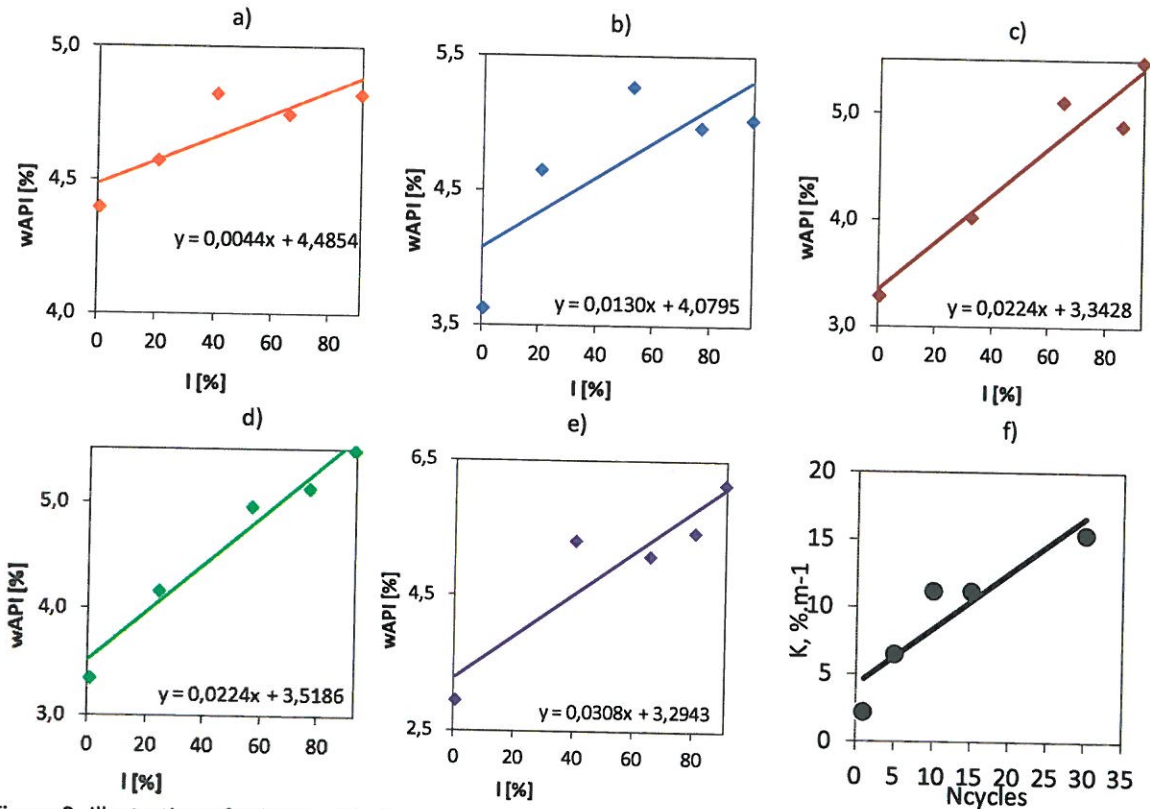 a)
5,0
4,5
4,0
wAPI [%]
y = 0,0044x + 4,4854
0 20 40 60 80
I [%]
b)
5,5
4,5
3,5
wAPI [%]
y = 0,0130x + 4,0795
0 20 40 60 80
I [%]
c)
5,0
4,0
3,0
wAPI [%]
y = 0,0224x + 3,3428
0 20 40 60 80
I [%]
d)
5,0
4,0
3,0
wAPI [%]
y = 0,0224x + 3,5186
0 20 40 60 80
I [%]
e)
6,5
4,5
2,5
wAPI [%]
y = 0,0308x + 3,2943
0 20 40 60 80
I [%]
f)
20
15
10
5
0
K, %,m-1
0 5 10 15 20 25 30 35
Ncycles